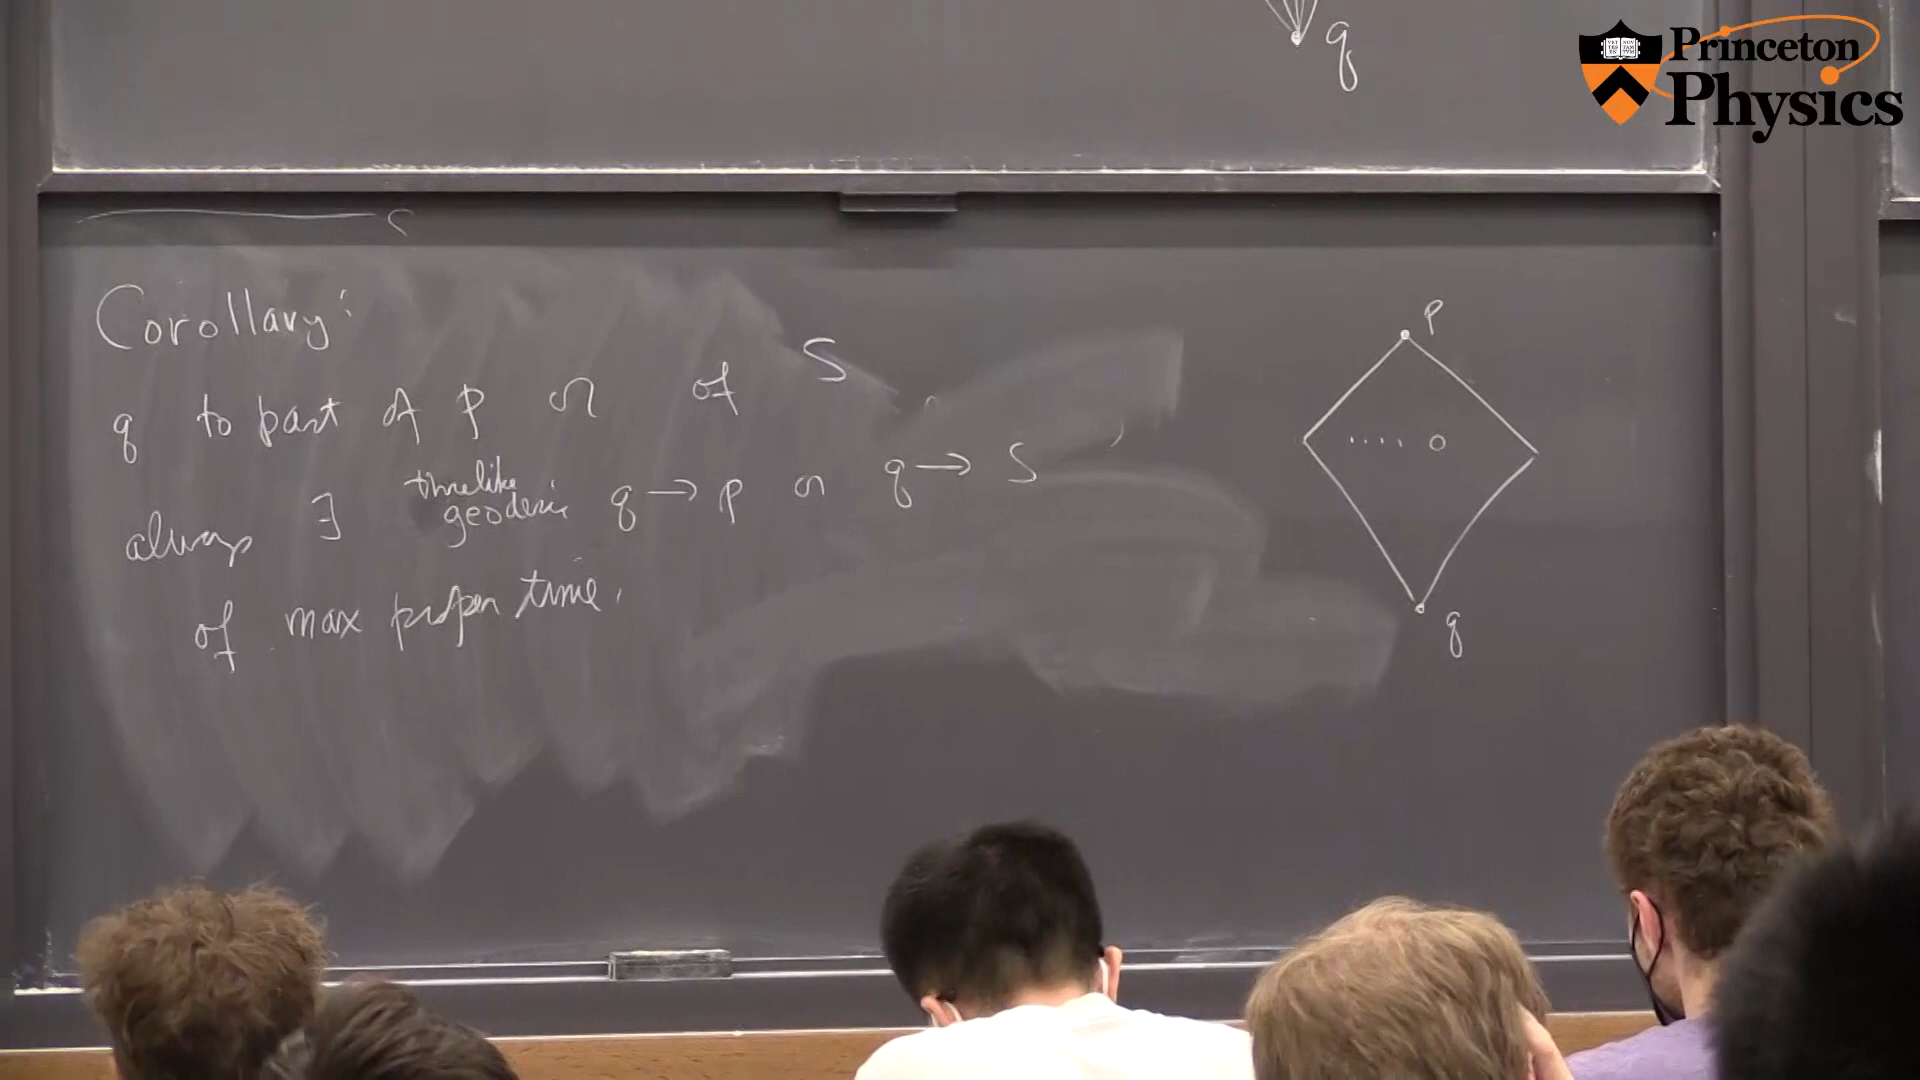 q
Princeton
Physics
Corollary:
q to past of p or of S
always ∃ timelike geodesic q → p or q → S
of max proper time.
p
q